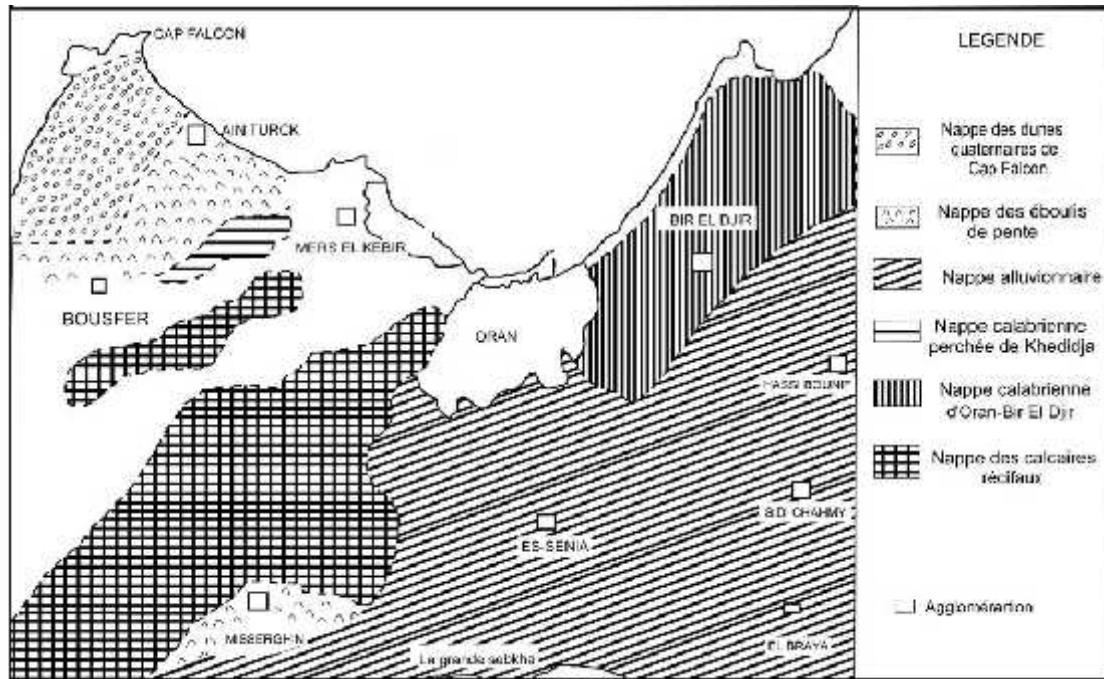 CAP FALCON
AIN TURCK
MERS EL KEBIR
BOUSFER
ORAN
BIR EL DJIR
HASSI BOUNIF
SIDI CHAHMY
ES-SENIA
EL BRAYA
MISSERGHIN
La grande sebkha
LEGENDE
Nappe des dunes
quaternaires de
Cap Falcon
Nappe des éboulis
de pente
Nappe alluvionnaire
Nappe calabrienne
perchée de Khedidja
Nappe calabrienne
d'Oran-Bir El Djir
Nappe des calcaires
récifaux
Agglomérartion